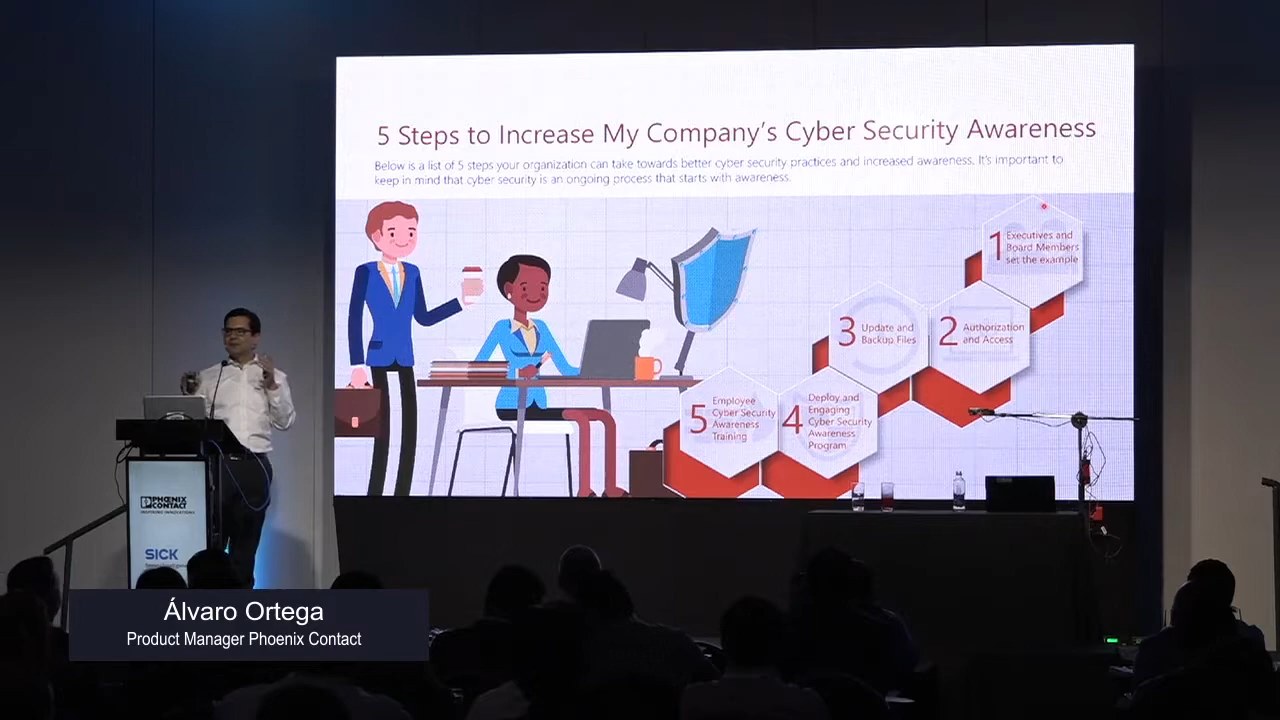 5 Steps to Increase My Company's Cyber Security Awareness
Below is a list of 5 steps your organization can take towards better cyber security practices and increased awareness. It's important to
keep in mind that cyber security is an ongoing process that starts with awareness.
1
Executives and
Board Members
set the example
2
Authorization
and Access
3
Update and
Backup Files
4
Deploy and
Engaging
Cyber Security
Awareness
Program
5
Employee
Cyber Security
Awareness
Training
PHŒNIX
CONTACT
INSPIRING INNOVATIONS
SICK
Álvaro Ortega
Product Manager Phoenix Contact